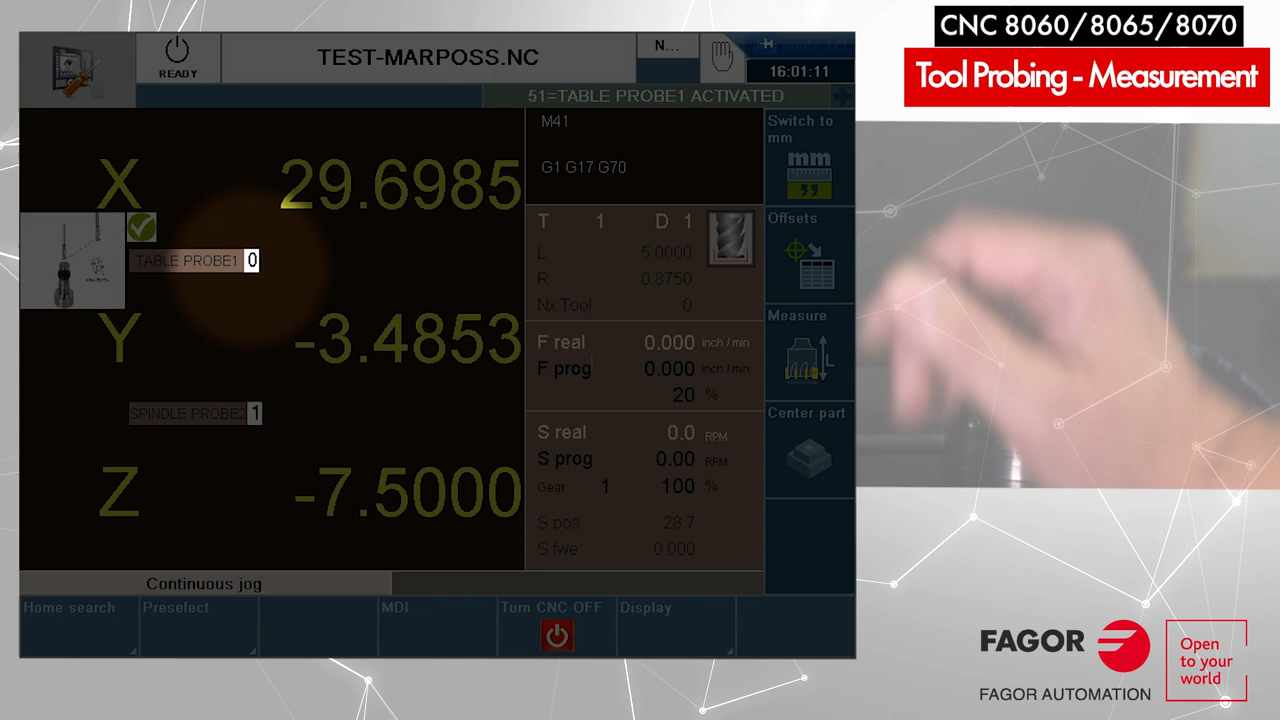 CNC 8060/8065/8070
Tool Probing - Measurement
READY
TEST-MARPOSS.NC
N...
16:01:11
51=TABLE PROBE1 ACTIVATED
X 29.6985
Y -3.4853
Z -7.5000
TABLE PROBE1 0
SPINDLE PROBE2 1
M41
G1 G17 G70
T 1 D 1
L 5.0000
R 0.8750
Nx Tool 0
F real 0.000 inch/min
F prog 0.000 inch/min
20 %
S real 0.0 RPM
S prog 0.00 RPM
Gear 1 100 %
S pos 28.7
S fwe 0.000
Switch to
mm
mm
Offsets
Measure
L
Center part
Continuous jog
Home search
Preselect
MDI
Turn CNC OFF
Display
FAGOR
FAGOR AUTOMATION
Open
to your
world